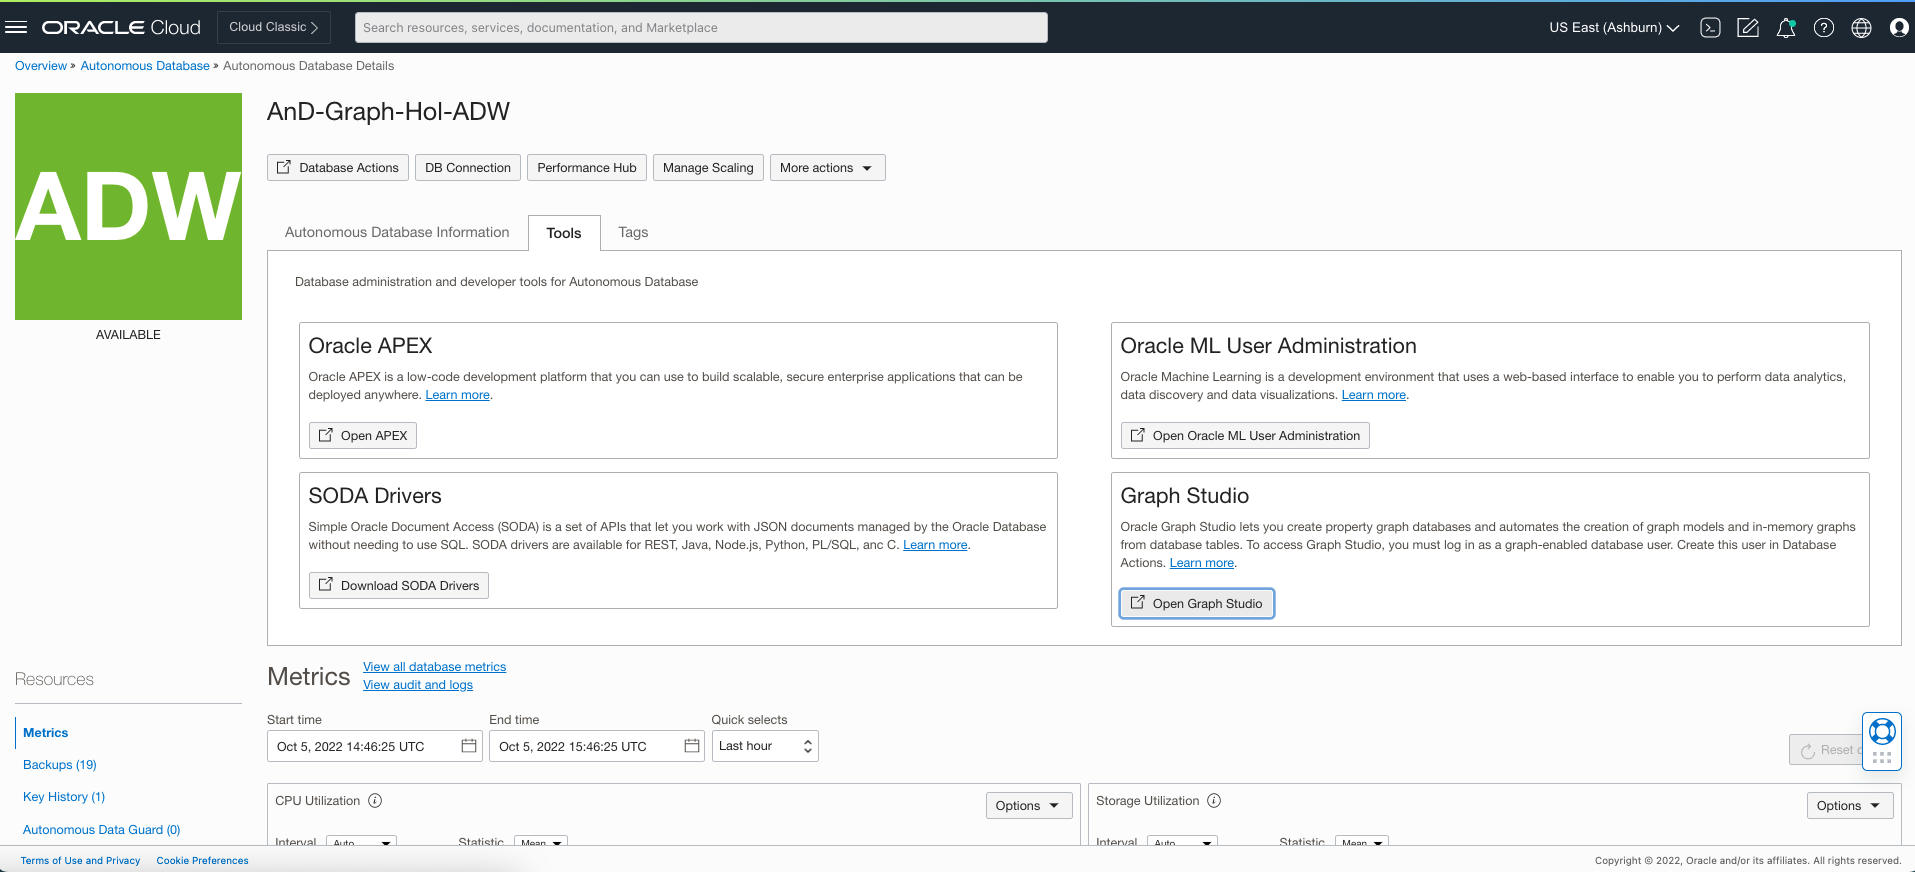 ORACLE Cloud
Cloud Classic
Search resources, services, documentation, and Marketplace
US East (Ashburn)
Overview » Autonomous Database » Autonomous Database Details
ADW
AVAILABLE
AnD-Graph-Hol-ADW
Database Actions
DB Connection
Performance Hub
Manage Scaling
More actions
Autonomous Database Information
Tools
Tags
Database administration and developer tools for Autonomous Database
Oracle APEX
Oracle APEX is a low-code development platform that you can use to build scalable, secure enterprise applications that can be
deployed anywhere. Learn more.
Open APEX
Oracle ML User Administration
Oracle Machine Learning is a development environment that uses a web-based interface to enable you to perform data analytics,
data discovery and data visualizations. Learn more.
Open Oracle ML User Administration
SODA Drivers
Simple Oracle Document Access (SODA) is a set of APIs that let you work with JSON documents managed by the Oracle Database
without needing to use SQL. SODA drivers are available for REST, Java, Node.js, Python, PL/SQL, anc C. Learn more.
Download SODA Drivers
Graph Studio
Oracle Graph Studio lets you create property graph databases and automates the creation of graph models and in-memory graphs
from database tables. To access Graph Studio, you must log in as a graph-enabled database user. Create this user in Database
Actions. Learn more.
Open Graph Studio
Resources
Metrics
Backups (19)
Key History (1)
Autonomous Data Guard (0)
Metrics
View all database metrics
View audit and logs
Start time
Oct 5, 2022 14:46:25 UTC
End time
Oct 5, 2022 15:46:25 UTC
Quick selects
Last hour
Reset
CPU Utilization
Options
Interval
Auto
Statistic
Mean
Storage Utilization
Options
Interval
Auto
Statistic
Mean
Terms of Use and Privacy
Cookie Preferences
Copyright © 2022, Oracle and/or its affiliates. All rights reserved.